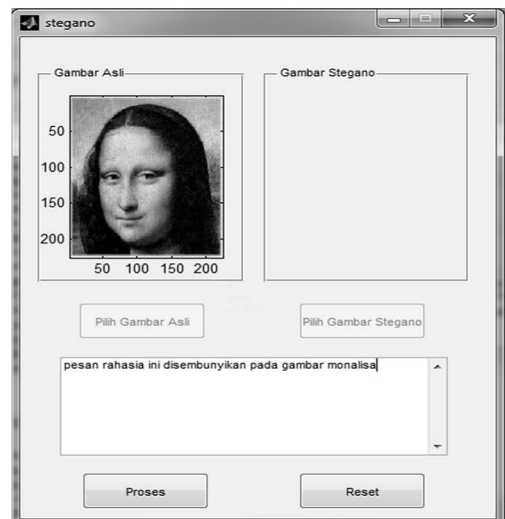 stegano
Gambar Asli
Gambar Stegano
50
100
150
200
50 100 150 200
Pilih Gambar Asli
Pilih Gambar Stegano
pesan rahasia ini disembunyikan pada gambar monalisa
Proses
Reset